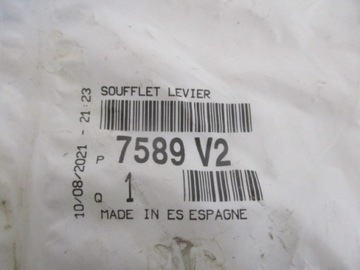 SOUFFLET LEVIER
P 7589 V2
Q 1
MADE IN ES ESPAGNE
10/08/2021 - 21:23